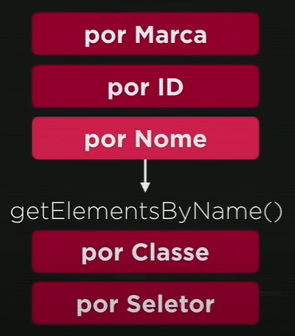 por Marca
por ID
por Nome
getElementsByName()
por Classe
por Seletor